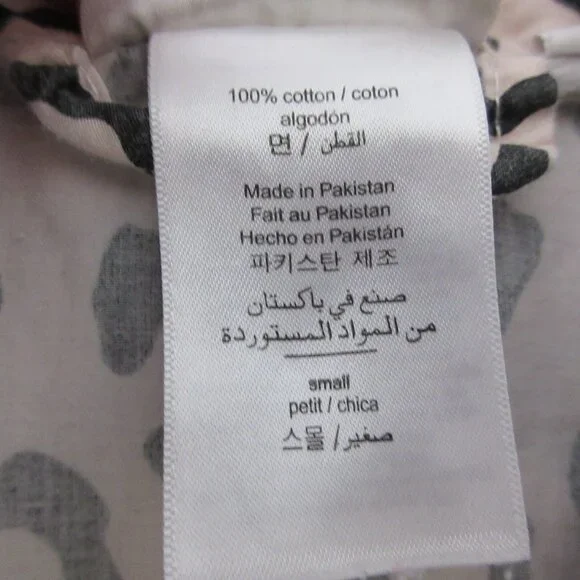 100% cotton / coton
algodón
면 / القطن
Made in Pakistan
Fait au Pakistan
Hecho en Pakistán
파키스탄 제조
صنع في باكستان
من المواد المستوردة
small
petit / chica
스몰 / صغير